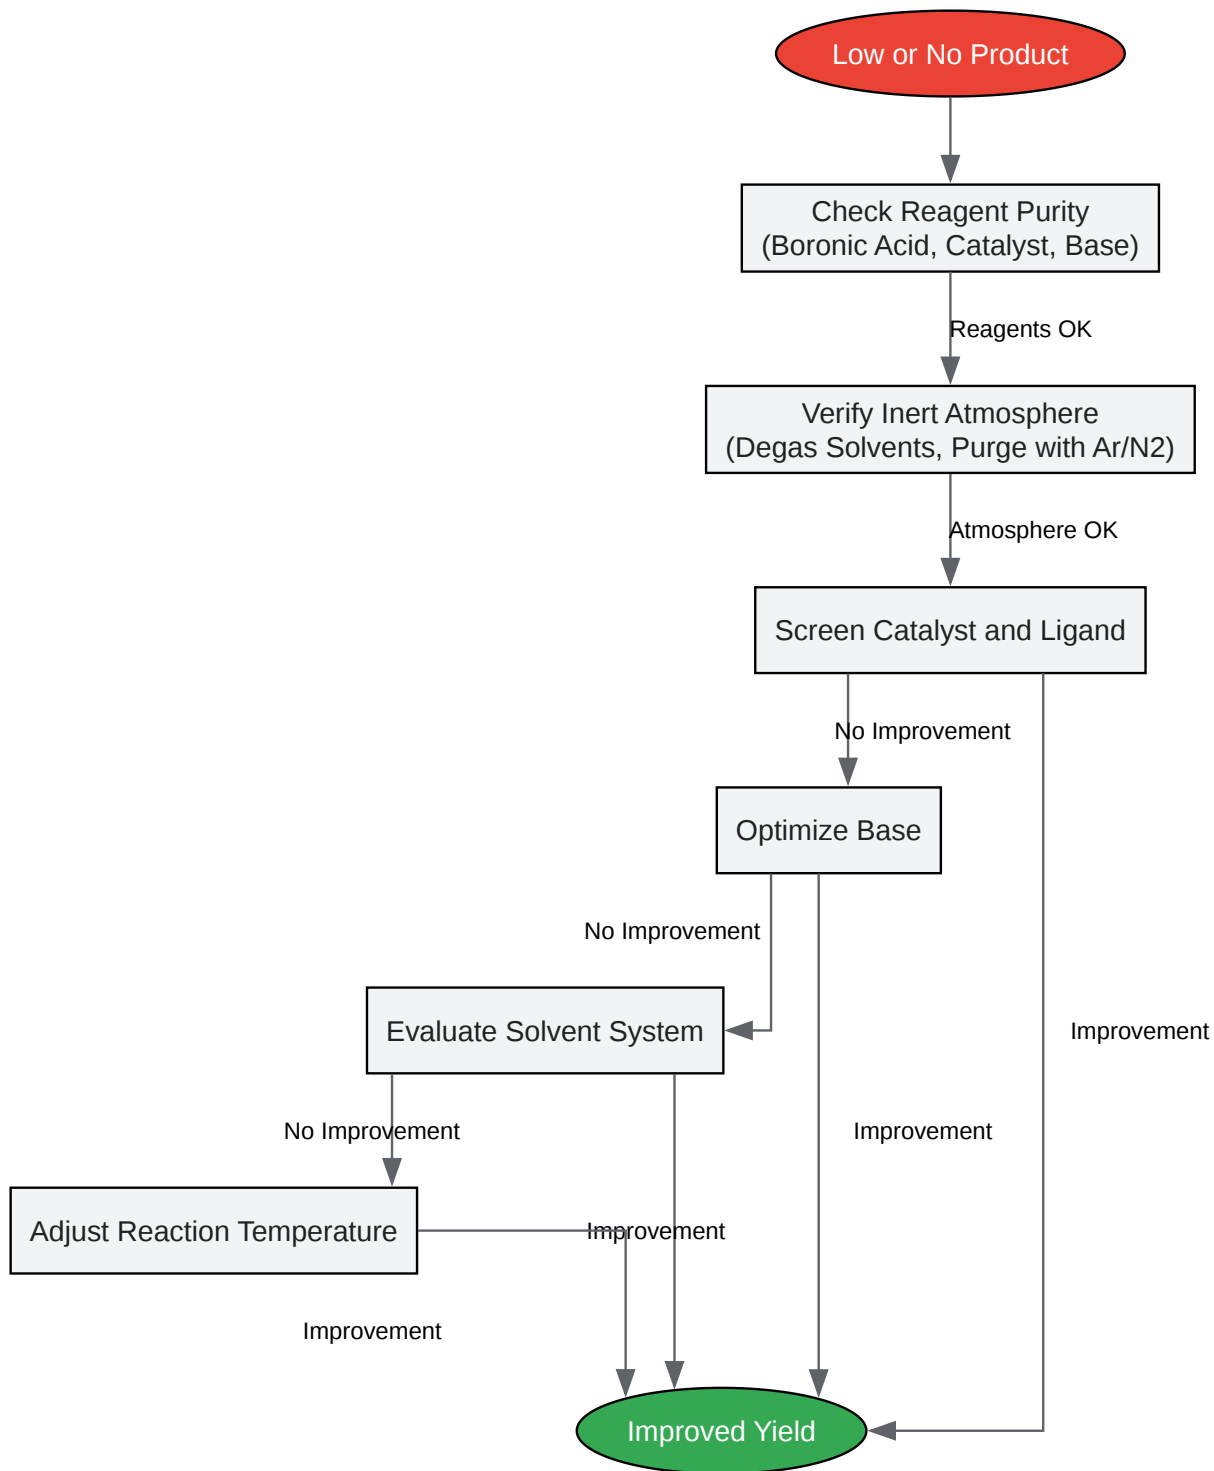 Low or No Product
Check Reagent Purity
(Boronic Acid, Catalyst, Base)
Reagents OK
Verify Inert Atmosphere
(Degas Solvents, Purge with Ar/N2)
Atmosphere OK
Screen Catalyst and Ligand
No Improvement
Optimize Base
No Improvement
Evaluate Solvent System
Improvement
No Improvement
Improvement
Adjust Reaction Temperature
Improvement
Improvement
Improved Yield